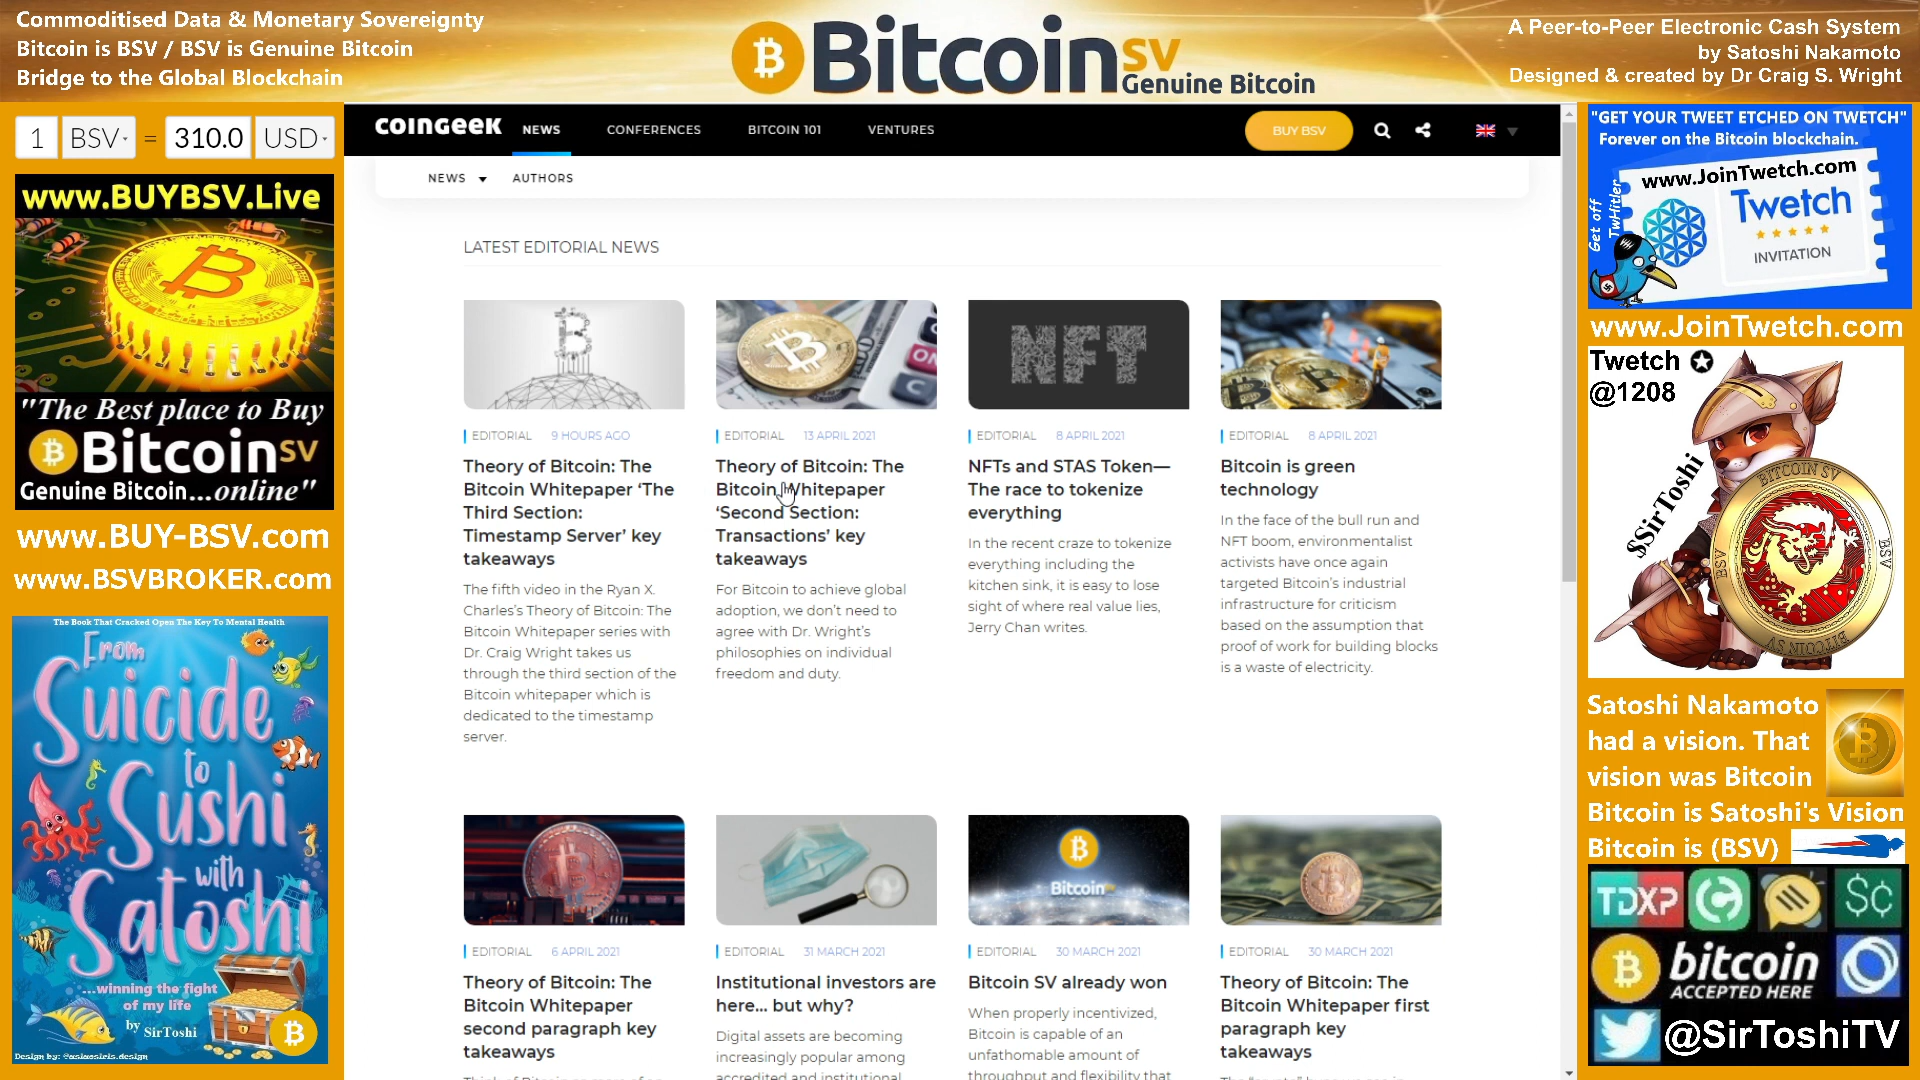 Commoditised Data & Monetary Sovereignty
Bitcoin is BSV / BSV is Genuine Bitcoin
Bridge to the Global Blockchain
BitcoinSV
Genuine Bitcoin
A Peer-to-Peer Electronic Cash System
by Satoshi Nakamoto
Designed & created by Dr Craig S. Wright
1 BSV = 310.0 USD
www.BUYBSV.Live
"The Best place to Buy
BitcoinSV
Genuine Bitcoin...online"
www.BUY-BSV.com
www.BSVBROKER.com
The Book That Cracked Open The Key To Mental Health
From
Suicide
to
Sushi
with
Satoshi
...winning the fight
of my life
by SirToshi
COINGEEK NEWS CONFERENCES BITCOIN 101 VENTURES BUY BSV
NEWS AUTHORS
LATEST EDITORIAL NEWS
NFT
EDITORIAL 9 HOURS AGO
Theory of Bitcoin: The
Bitcoin Whitepaper ‘The
Third Section:
Timestamp Server’ key
takeaways
The fifth video in the Ryan X.
Charles’s Theory of Bitcoin: The
Bitcoin Whitepaper series with
Dr. Craig Wright takes us
through the third section of the
Bitcoin whitepaper which is
dedicated to the timestamp
server.
EDITORIAL 13 APRIL 2021
Theory of Bitcoin: The
Bitcoin Whitepaper
‘Second Section:
Transactions’ key
takeaways
For Bitcoin to achieve global
adoption, we don’t need to
agree with Dr. Wright’s
philosophies on individual
freedom and duty.
EDITORIAL 8 APRIL 2021
NFTs and STAS Token—
The race to tokenize
everything
In the recent craze to tokenize
everything including the
kitchen sink, it is easy to lose
sight of where real value lies,
Jerry Chan writes.
EDITORIAL 8 APRIL 2021
Bitcoin is green
technology
In the face of the bull run and
NFT boom, environmentalist
activists have once again
targeted Bitcoin’s industrial
infrastructure for criticism
based on the assumption that
proof of work for building blocks
is a waste of electricity.
Bitcoin
EDITORIAL 6 APRIL 2021
Theory of Bitcoin: The
Bitcoin Whitepaper
second paragraph key
takeaways
EDITORIAL 31 MARCH 2021
Institutional investors are
here… but why?
Digital assets are becoming
increasingly popular among
accredited and institutional
EDITORIAL 30 MARCH 2021
Bitcoin SV already won
When properly incentivized,
Bitcoin is capable of an
unfathomable amount of
throughput and flexibility that
EDITORIAL 30 MARCH 2021
Theory of Bitcoin: The
Bitcoin Whitepaper first
paragraph key
takeaways
"GET YOUR TWEET ETCHED ON TWETCH"
Forever on the Bitcoin blockchain.
www.JoinTwetch.com
Twetch
INVITATION
Get off
TwHitler
www.JoinTwetch.com
Twetch
@1208
$SirToshi
BITCOIN SV
BSV
BSV
BITCOIN SV
Satoshi Nakamoto
had a vision. That
vision was Bitcoin
Bitcoin is Satoshi's Vision
Bitcoin is (BSV)
TDXP
$¢
bitcoin
ACCEPTED HERE
@SirToshiTV